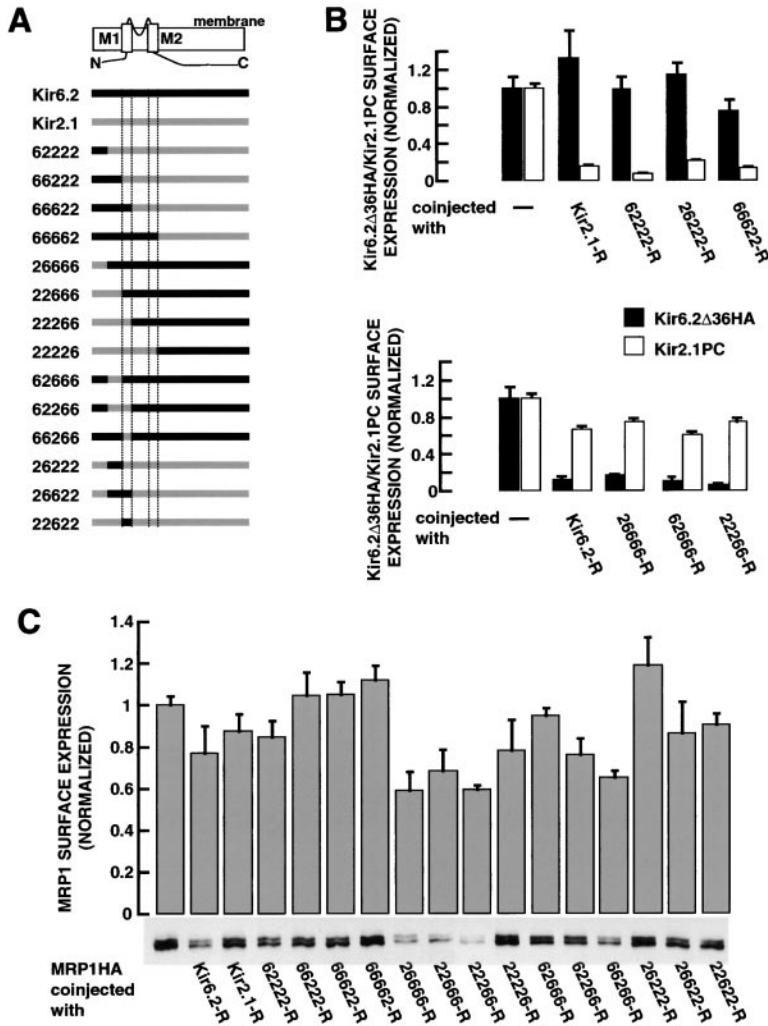 A
membrane
M1
M2
N
C
Kir6.2
Kir2.1
62222
66222
66622
66662
26666
22666
22266
22226
62666
62266
66266
26222
26622
22622
B
Kir6.2Δ36HA/Kir2.1PC SURFACE
EXPRESSION (NORMALIZED)
1.2
0.8
0.4
0
coinjected
with
—
Kir2.1-R
62222-R
26222-R
66622-R
Kir6.2Δ36HA
Kir2.1PC
Kir6.2Δ36HA/Kir2.1PC SURFACE
EXPRESSION (NORMALIZED)
1.2
0.8
0.4
0
coinjected
with
—
Kir6.2-R
26666-R
62666-R
22266-R
C
MRP1 SURFACE EXPRESSION
(NORMALIZED)
1.4
1.2
1
0.8
0.6
0.4
0.2
0
MRP1HA
coinjected
with
Kir6.2-R
Kir2.1-R
62222-R
66222-R
66622-R
66662-R
26666-R
22666-R
22266-R
22226-R
62666-R
62266-R
66266-R
26222-R
26622-R
22622-R